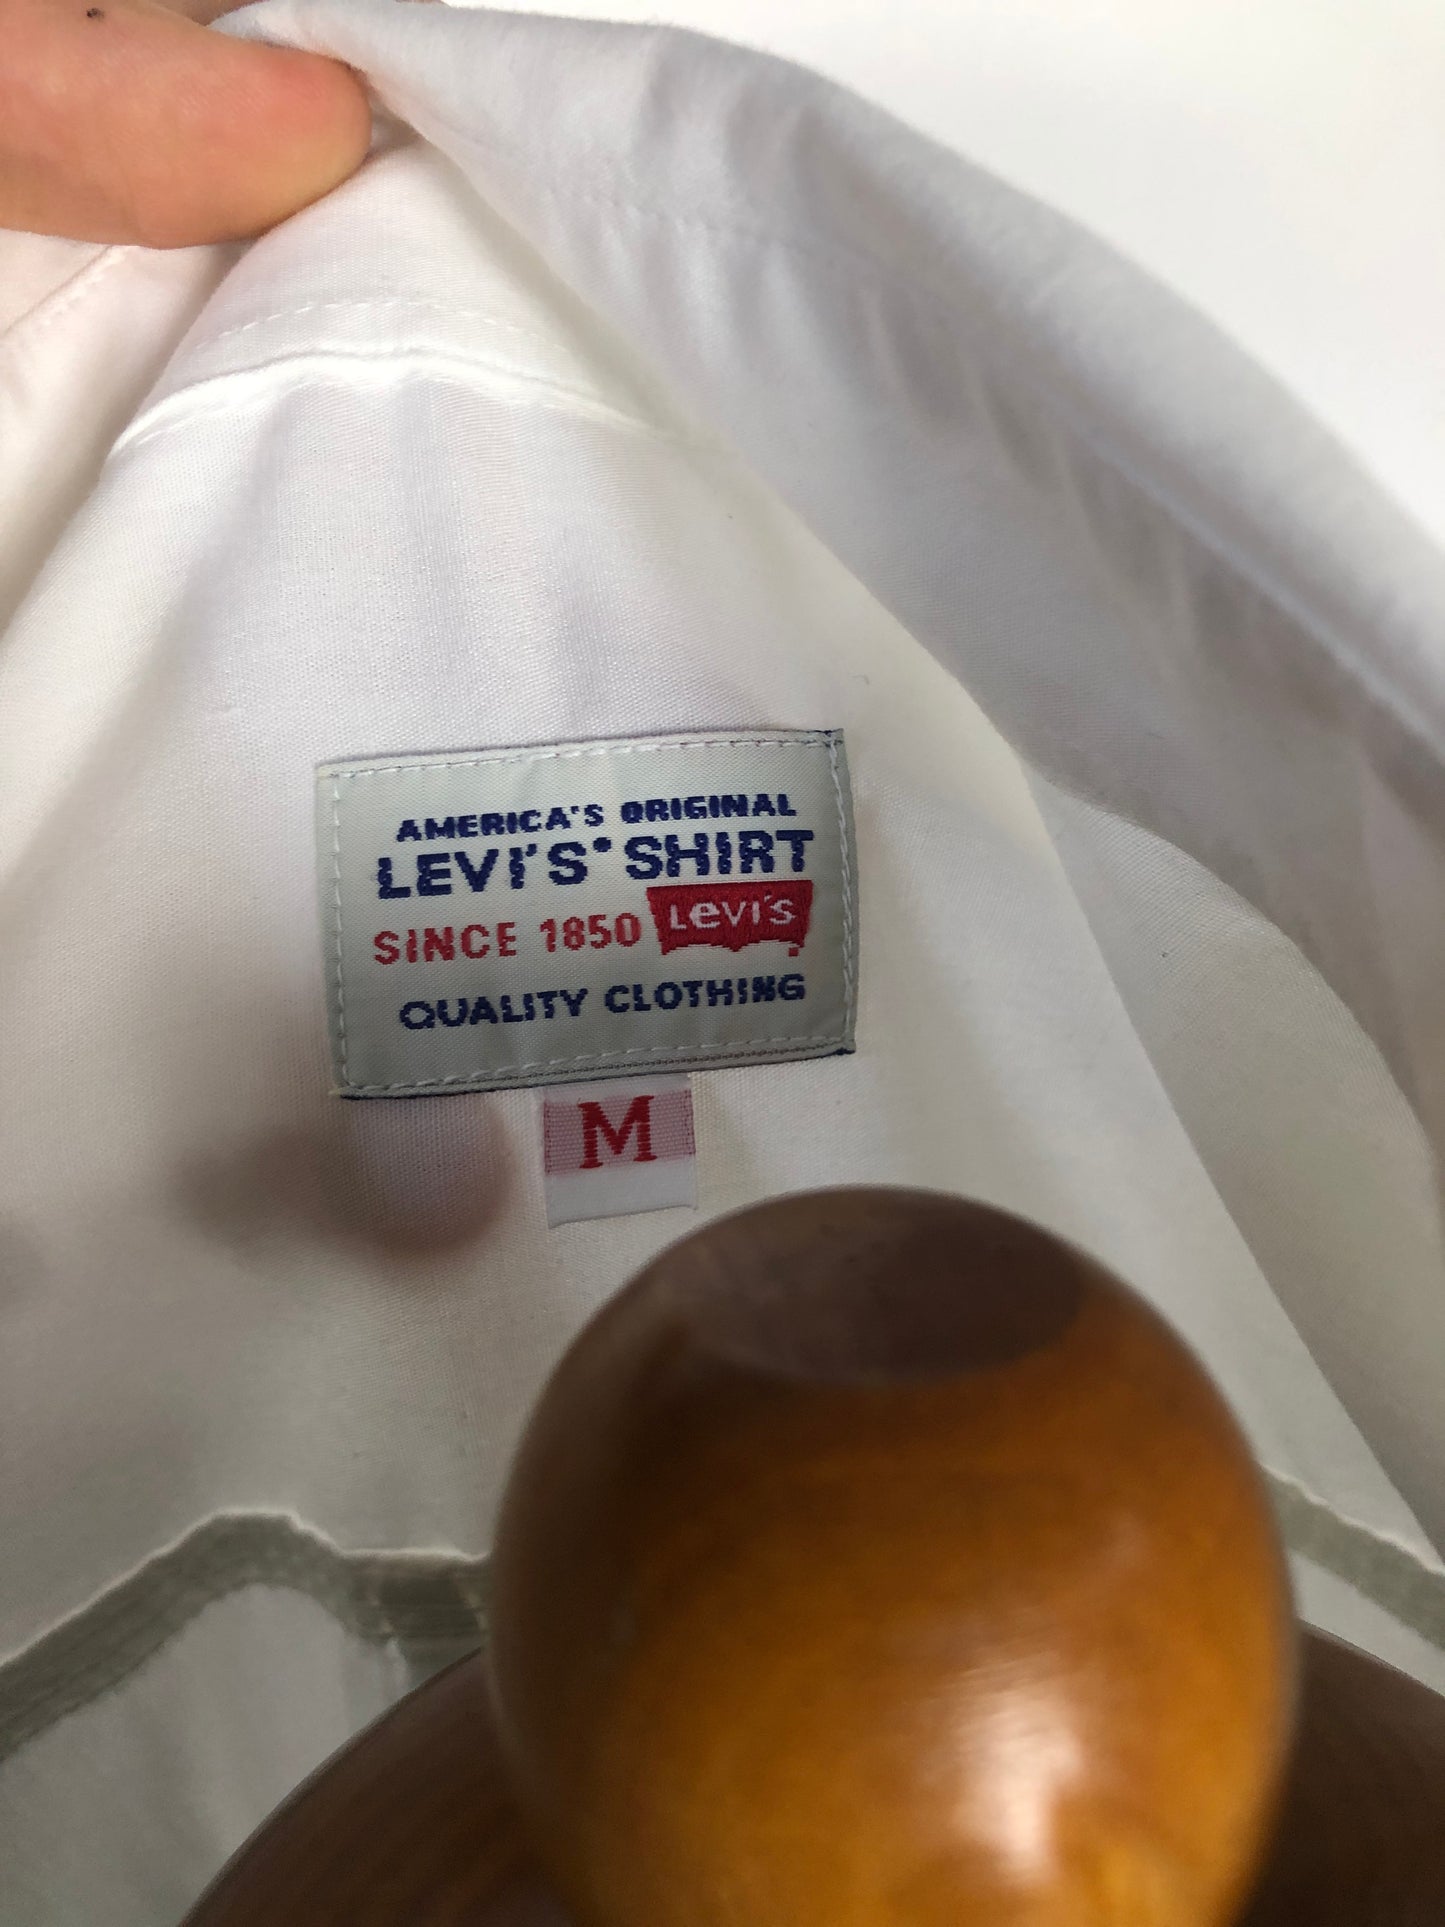 AMERICA'S ORIGINAL
LEVI'S® SHIRT
SINCE 1850 Levi's
QUALITY CLOTHING
M